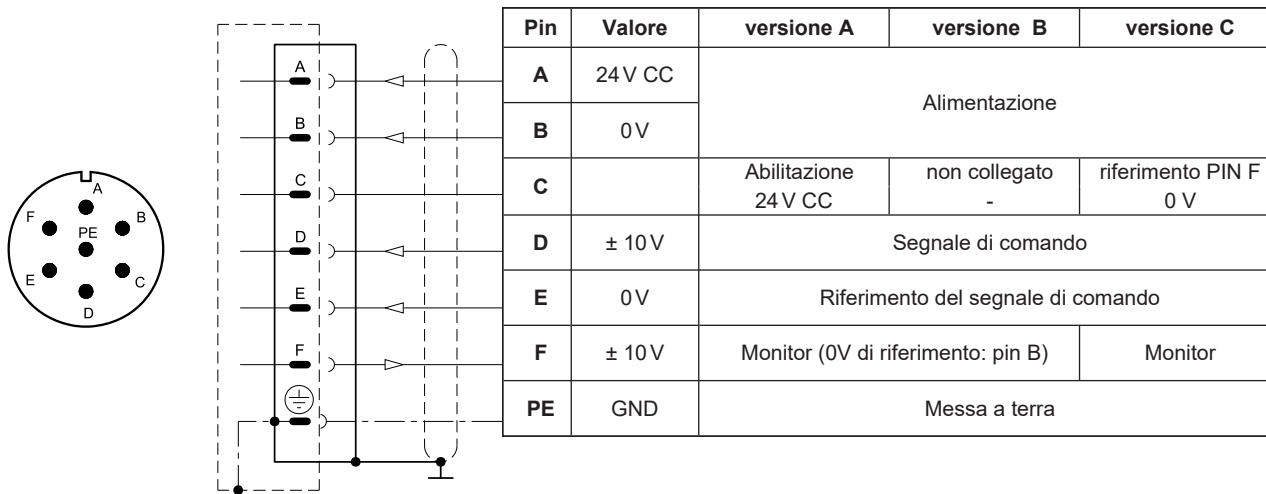 A
B
C
D
E
F
PE
A
B
C
D
E
F
Pin Valore versione A versione B versione C
A 24 V CC Alimentazione
B 0 V
C Abilitazione 24 V CC non collegato - riferimento PIN F 0 V
D ± 10 V Segnale di comando
E 0 V Riferimento del segnale di comando
F ± 10 V Monitor (0V di riferimento: pin B) Monitor
PE GND Messa a terra